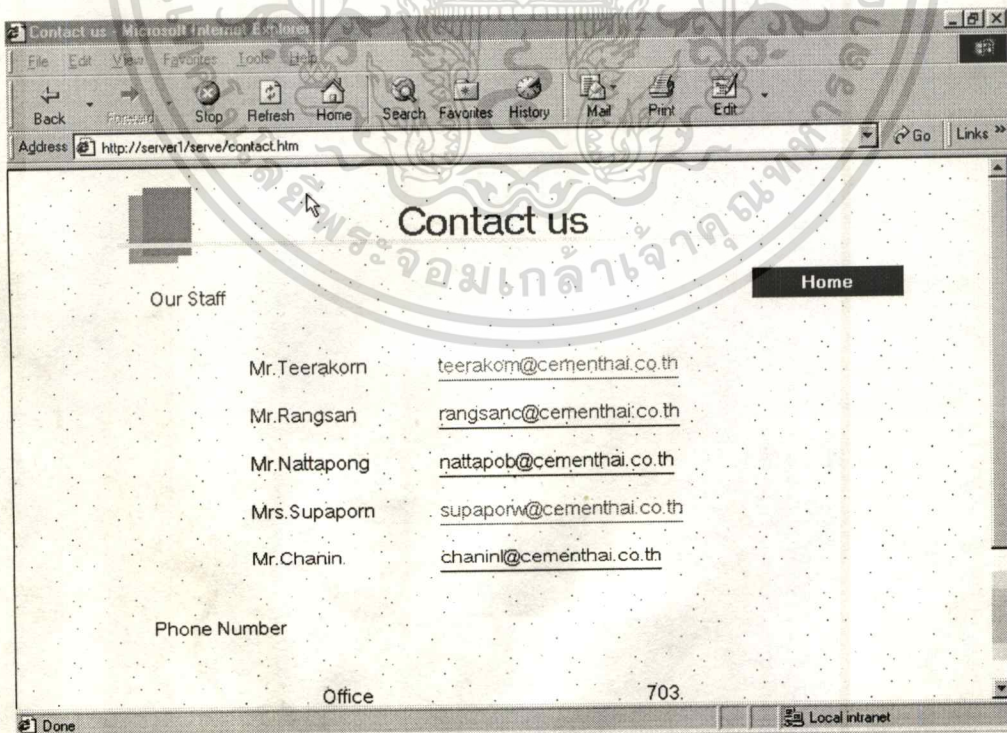 Contact us - Microsoft Internet Explorer
File Edit View Favorites Tools Help
Back Forward Stop Refresh Home Search Favorites History Mail Print Edit
Address http://server1/serve/contact.htm Go Links »
Contact us
พระจอมเกล้าเจ้าคุณทหาร
Home
Our Staff
Mr.Teerakorn teerakorn@cementhai.co.th
Mr.Rangsan rangsanc@cementhai.co.th
Mr.Nattapong nattapob@cementhai.co.th
Mrs.Supaporn supaporw@cementhai.co.th
Mr.Chanin. chaninl@cementhai.co.th
Phone Number
Office 703.
Done Local intranet